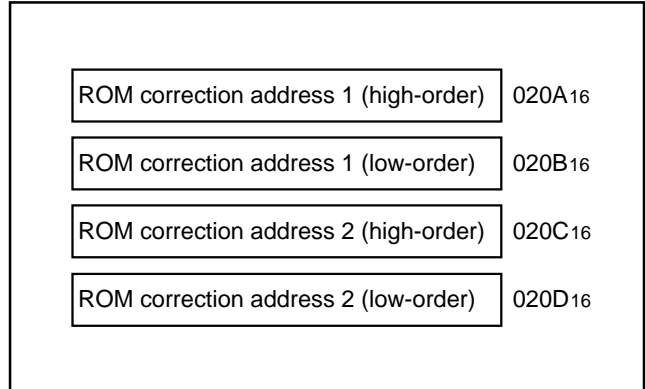 ROM correction address 1 (high-order) 020A16
ROM correction address 1 (low-order) 020B16
ROM correction address 2 (high-order) 020C16
ROM correction address 2 (low-order) 020D16